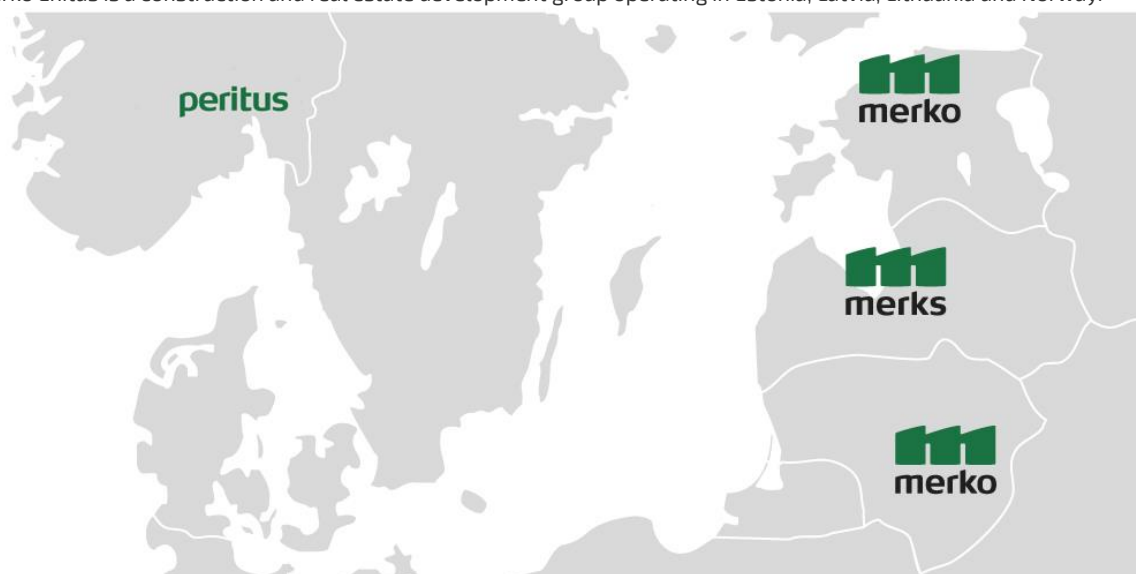 is a construction and real estate development group operating in Estonia, Latvia, Lithuania and Norway.
peritus
merko
merks
merko